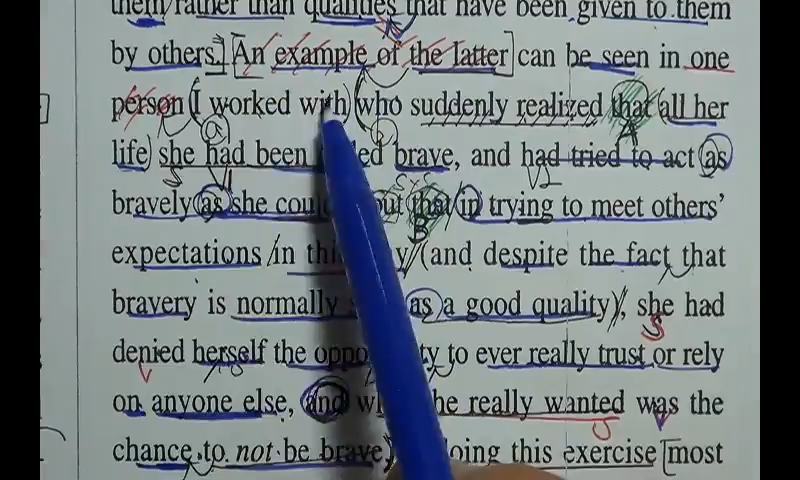 them rather than qualities that have been given to them
by others.] [An example of the latter] can be seen in one
person (I worked with) (who suddenly realized that (all her
life) she had been brave, and had tried to act as
bravely as she could, but that in trying to meet others'
expectations in this (and despite the fact that
bravery is normally as a good quality), she had
denied herself the opportunity to ever really trust or rely
on anyone else, and she really wanted was the
chance to not be brave, doing this exercise [most